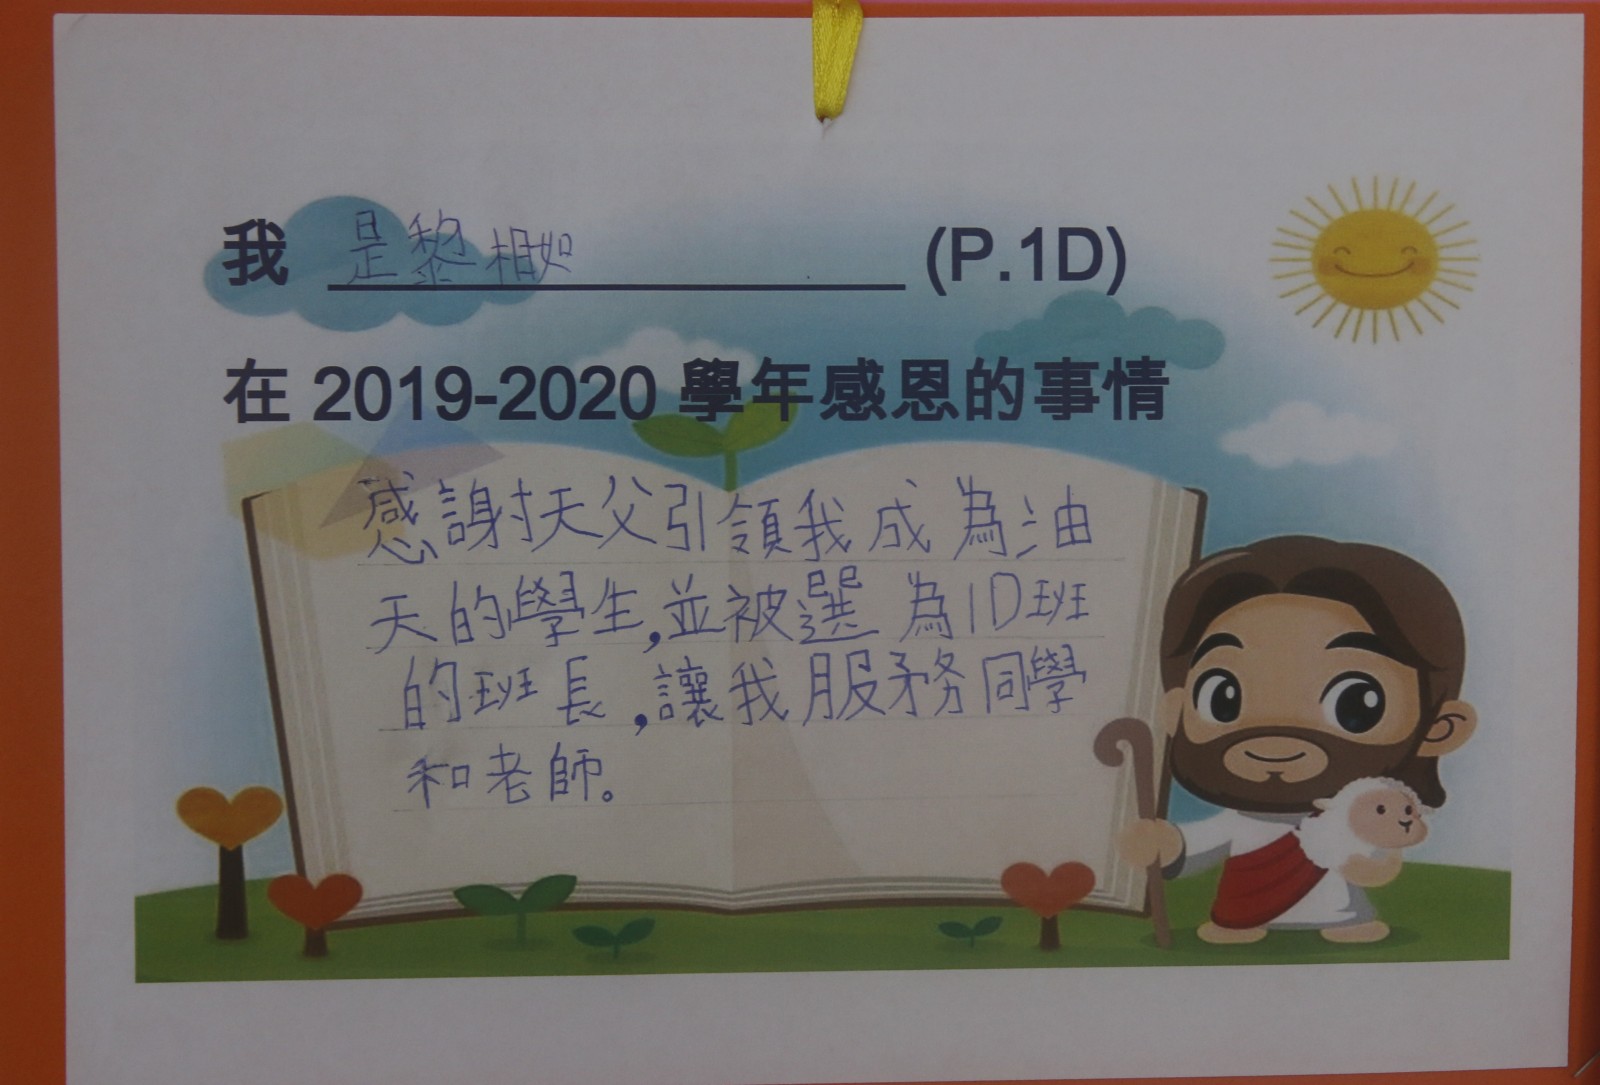 我 是黎相如 (P.1D)
在 2019-2020 學年感恩的事情
感謝天父引領我成為油
天的學生,並被選為1D班
的班長,讓我服務同學
和老師。